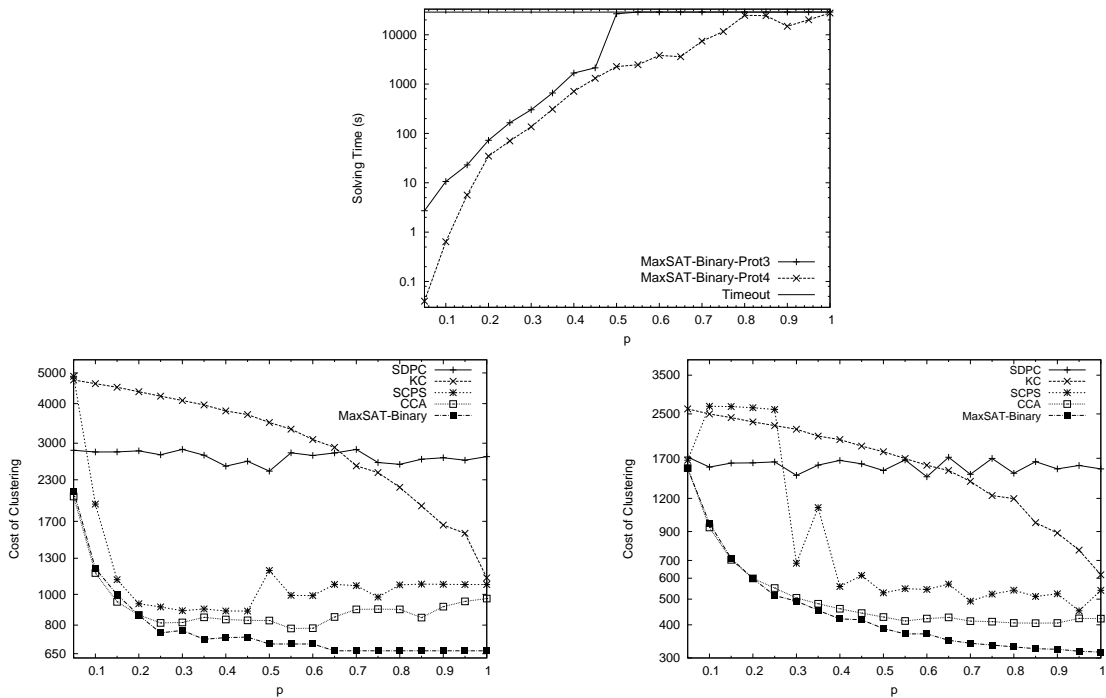 10000
1000
100
10
1
0.1
Solving Time (s)
MaxSAT-Binary-Prot3
MaxSAT-Binary-Prot4
Timeout
0.1 0.2 0.3 0.4 0.5 0.6 0.7 0.8 0.9 1
p
5000
4000
3000
2300
1700
1300
1000
800
650
Cost of Clustering
SDPC
KC
SCPS
CCA
MaxSAT-Binary
0.1 0.2 0.3 0.4 0.5 0.6 0.7 0.8 0.9 1
p
3500
2500
1700
1200
900
700
600
500
400
300
Cost of Clustering
SDPC
KC
SCPS
CCA
MaxSAT-Binary
0.1 0.2 0.3 0.4 0.5 0.6 0.7 0.8 0.9 1
p